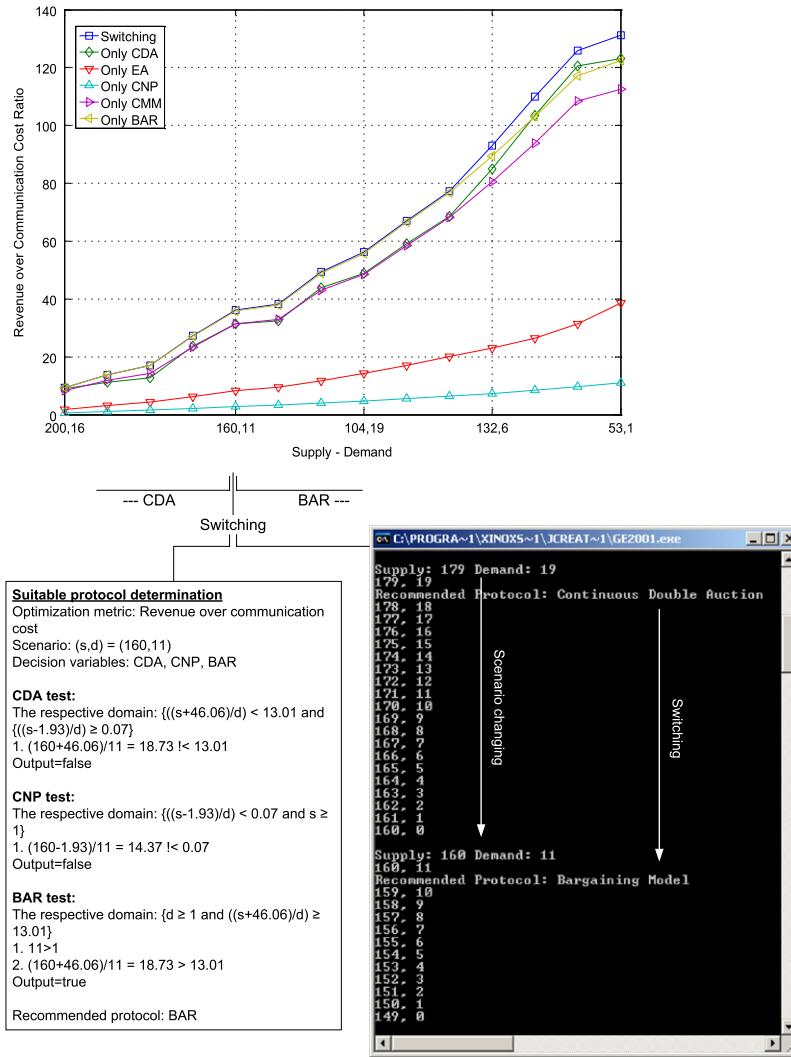 140
120
100
80
60
40
20
0
Revenue over Communication Cost Ratio
Switching
Only CDA
Only EA
Only CNP
Only CMM
Only BAR
200,16
160,11
104,19
132,6
53,1
Supply - Demand
--- CDA
BAR ---
Switching
Suitable protocol determination
Optimization metric: Revenue over communication
cost
Scenario: (s,d) = (160,11)
Decision variables: CDA, CNP, BAR
CDA test:
The respective domain: {((s+46.06)/d) < 13.01 and
{((s-1.93)/d) ≥ 0.07}
1. (160+46.06)/11 = 18.73 !< 13.01
Output=false
CNP test:
The respective domain: {((s-1.93)/d) < 0.07 and s ≥
1}
1. (160-1.93)/11 = 14.37 !< 0.07
Output=false
BAR test:
The respective domain: {d ≥ 1 and ((s+46.06)/d) ≥
13.01}
1. 11>1
2. (160+46.06)/11 = 18.73 > 13.01
Output=true
Recommended protocol: BAR
C:\PROGRA~1\XINOXS~1\JCREAT~1\GE2001.exe
Supply: 179 Demand: 19
179, 19
Recommended Protocol: Continuous Double Auction
178, 18
177, 17
176, 16
175, 15
174, 14
173, 13
172, 12
171, 11
170, 10
169, 9
168, 8
167, 7
166, 6
165, 5
164, 4
163, 3
162, 2
161, 1
160, 0
Scenario changing
Switching
Supply: 160 Demand: 11
160, 11
Recommended Protocol: Bargaining Model
159, 10
158, 9
157, 8
156, 7
155, 6
154, 5
153, 4
152, 3
151, 2
150, 1
149, 0